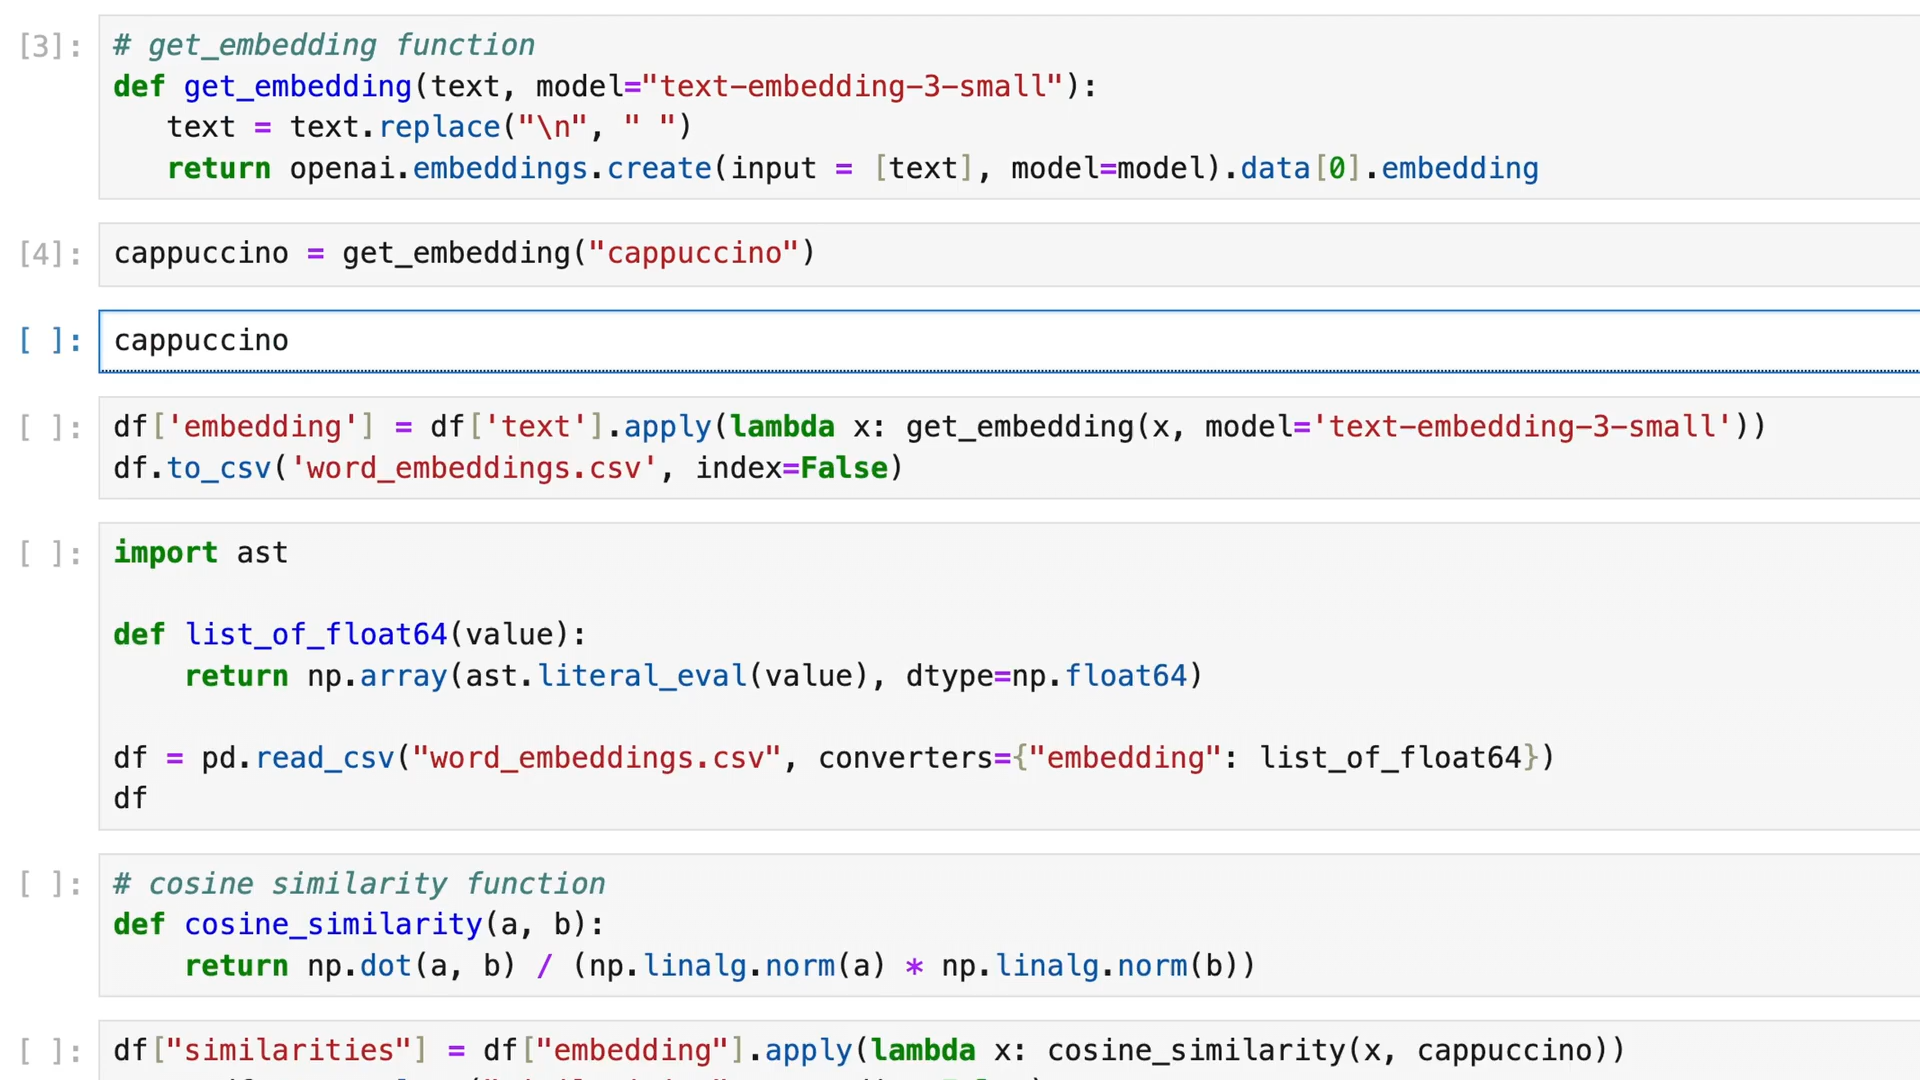 [3]: # get_embedding function
def get_embedding(text, model="text-embedding-3-small"):
   text = text.replace("\n", " ")
   return openai.embeddings.create(input = [text], model=model).data[0].embedding
[4]: cappuccino = get_embedding("cappuccino")
[ ]: cappuccino
[ ]: df['embedding'] = df['text'].apply(lambda x: get_embedding(x, model='text-embedding-3-small'))
df.to_csv('word_embeddings.csv', index=False)
[ ]: import ast
def list_of_float64(value):
    return np.array(ast.literal_eval(value), dtype=np.float64)
df = pd.read_csv("word_embeddings.csv", converters={"embedding": list_of_float64})
df
[ ]: # cosine similarity function
def cosine_similarity(a, b):
    return np.dot(a, b) / (np.linalg.norm(a) * np.linalg.norm(b))
[ ]: df["similarities"] = df["embedding"].apply(lambda x: cosine_similarity(x, cappuccino))